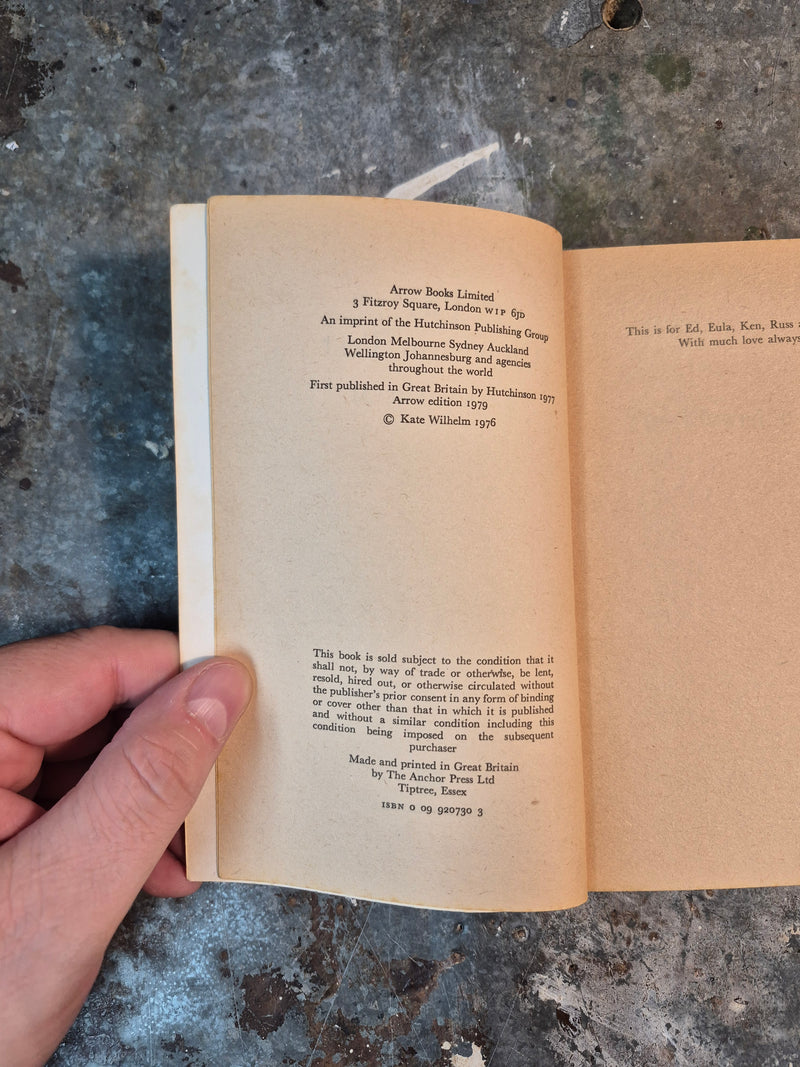 Arrow Books Limited
3 Fitzroy Square, London W1P 6JD
An imprint of the Hutchinson Publishing Group
London Melbourne Sydney Auckland
Wellington Johannesburg and agencies
throughout the world
First published in Great Britain by Hutchinson 1977
Arrow edition 1979
© Kate Wilhelm 1976
This book is sold subject to the condition that it
shall not, by way of trade or otherwise, be lent,
resold, hired out, or otherwise circulated without
the publisher's prior consent in any form of binding
or cover other than that in which it is published
and without a similar condition including this
condition being imposed on the subsequent
purchaser
Made and printed in Great Britain
by The Anchor Press Ltd
Tiptree, Essex
ISBN 0 09 920730 3
This is for Ed, Eula, Ken, Russ
With much love always